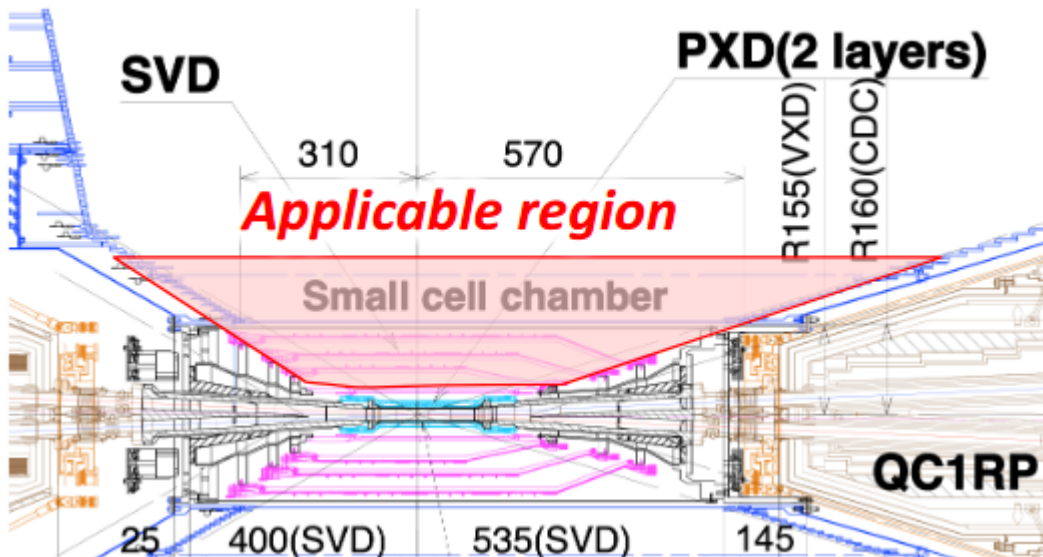 SVD
PXD(2 layers)
310
570
R155(VXD)
R160(CDC)
Applicable region
Small cell chamber
QC1RP
25
400(SVD)
535(SVD)
145